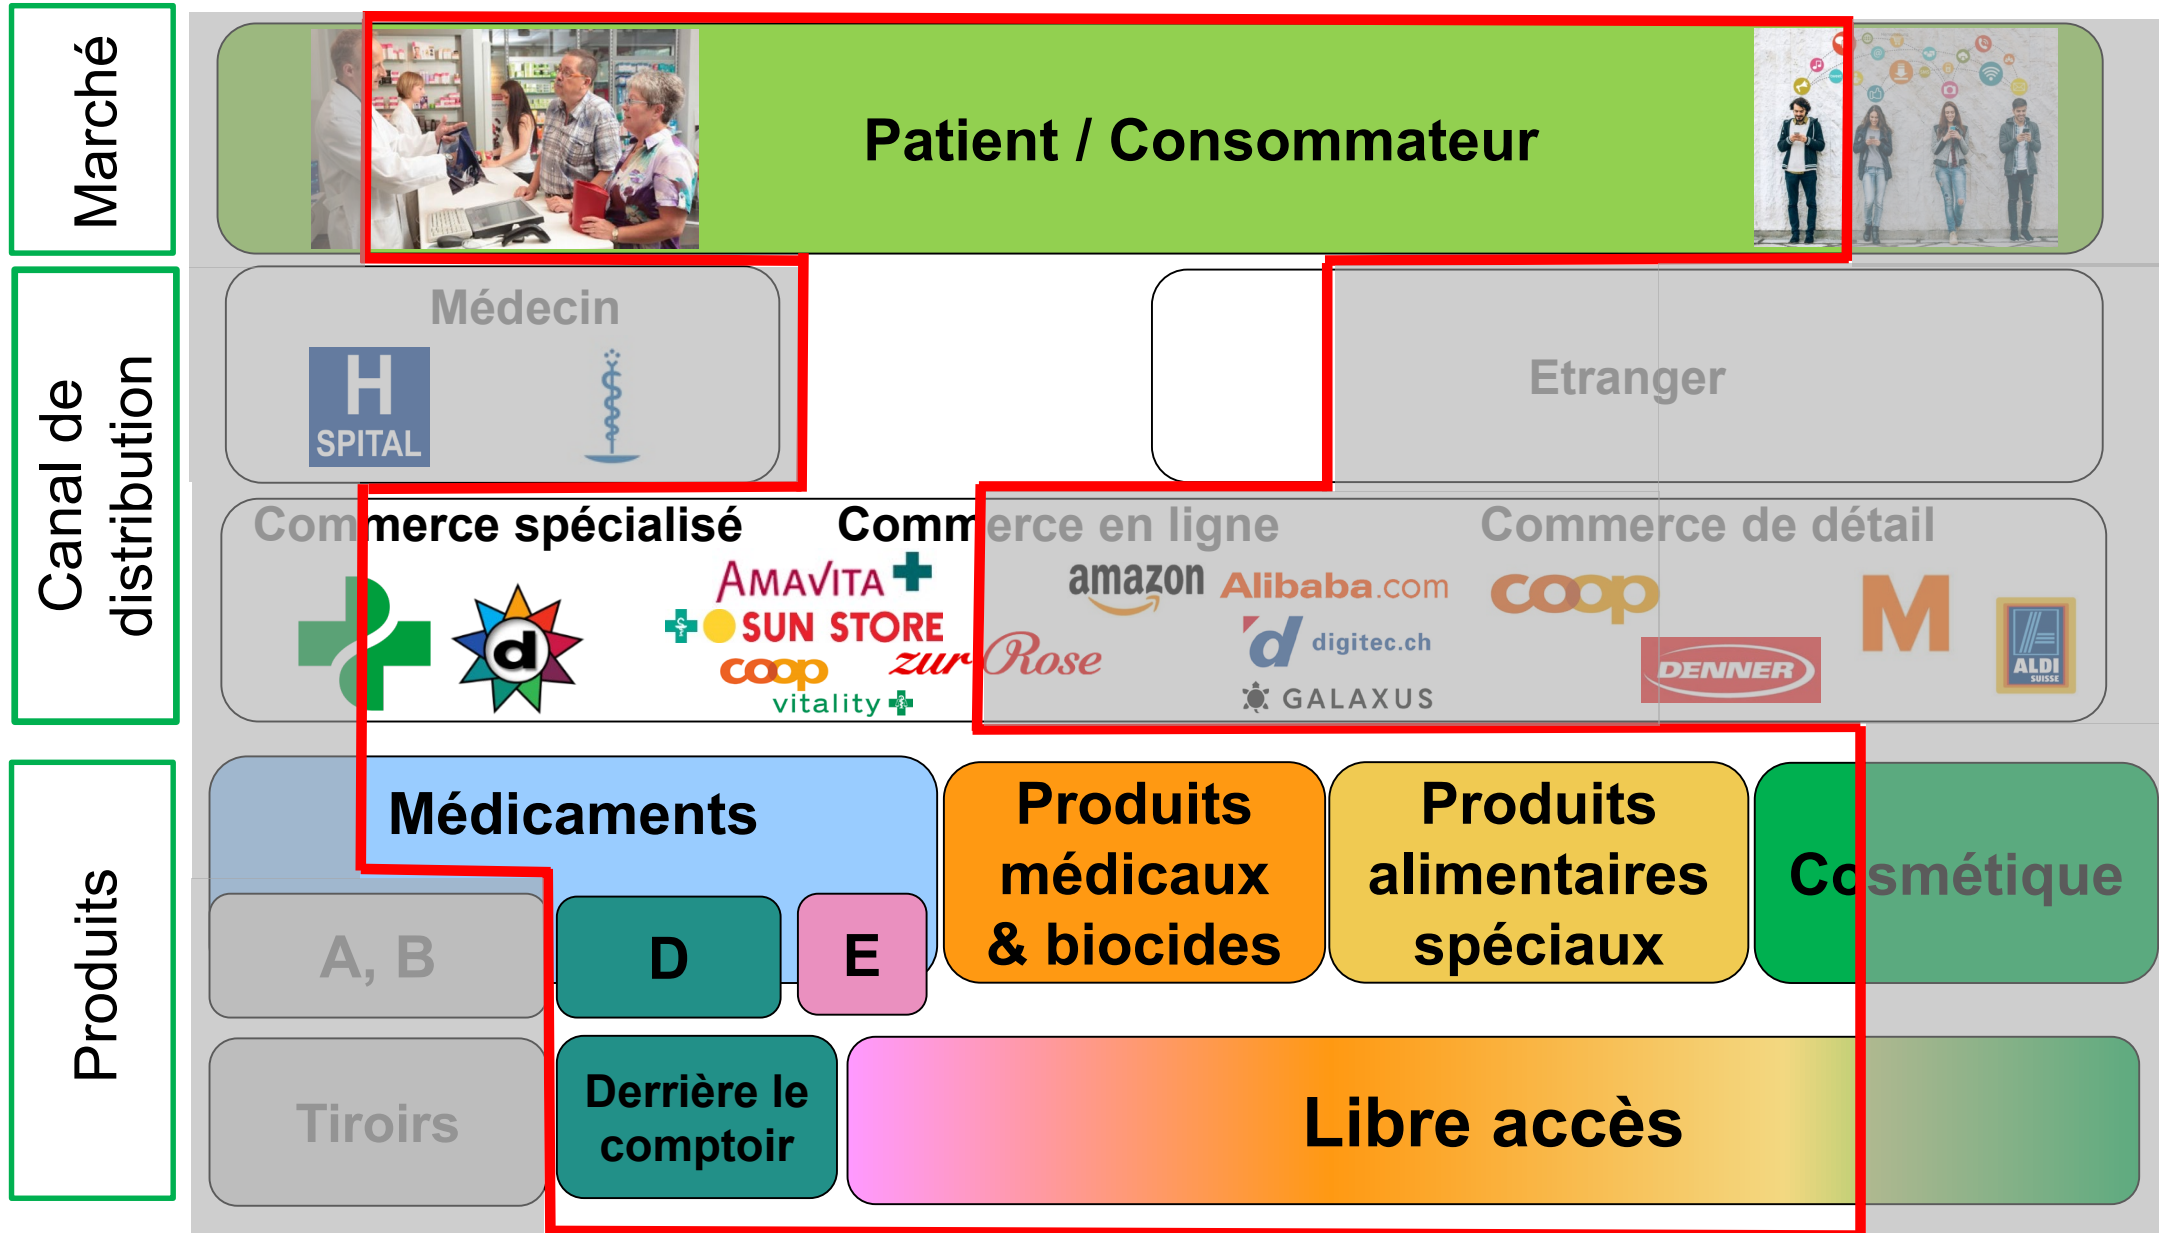 Marché
Patient / Consommateur
Canal de
distribution
Médecin
H
SPITAL
Etranger
Commerce spécialisé
Commerce en ligne
Commerce de détail
AMAVITA
SUN STORE
coop
vitality
zur Rose
amazon
Alibaba.com
d digitec.ch
GALAXUS
coop
DENNER
M
ALDI
SUISSE
d
Produits
Médicaments
A, B
D
E
Produits
médicaux
& biocides
Produits
alimentaires
spéciaux
Cosmétique
Tiroirs
Derrière le
comptoir
Libre accès